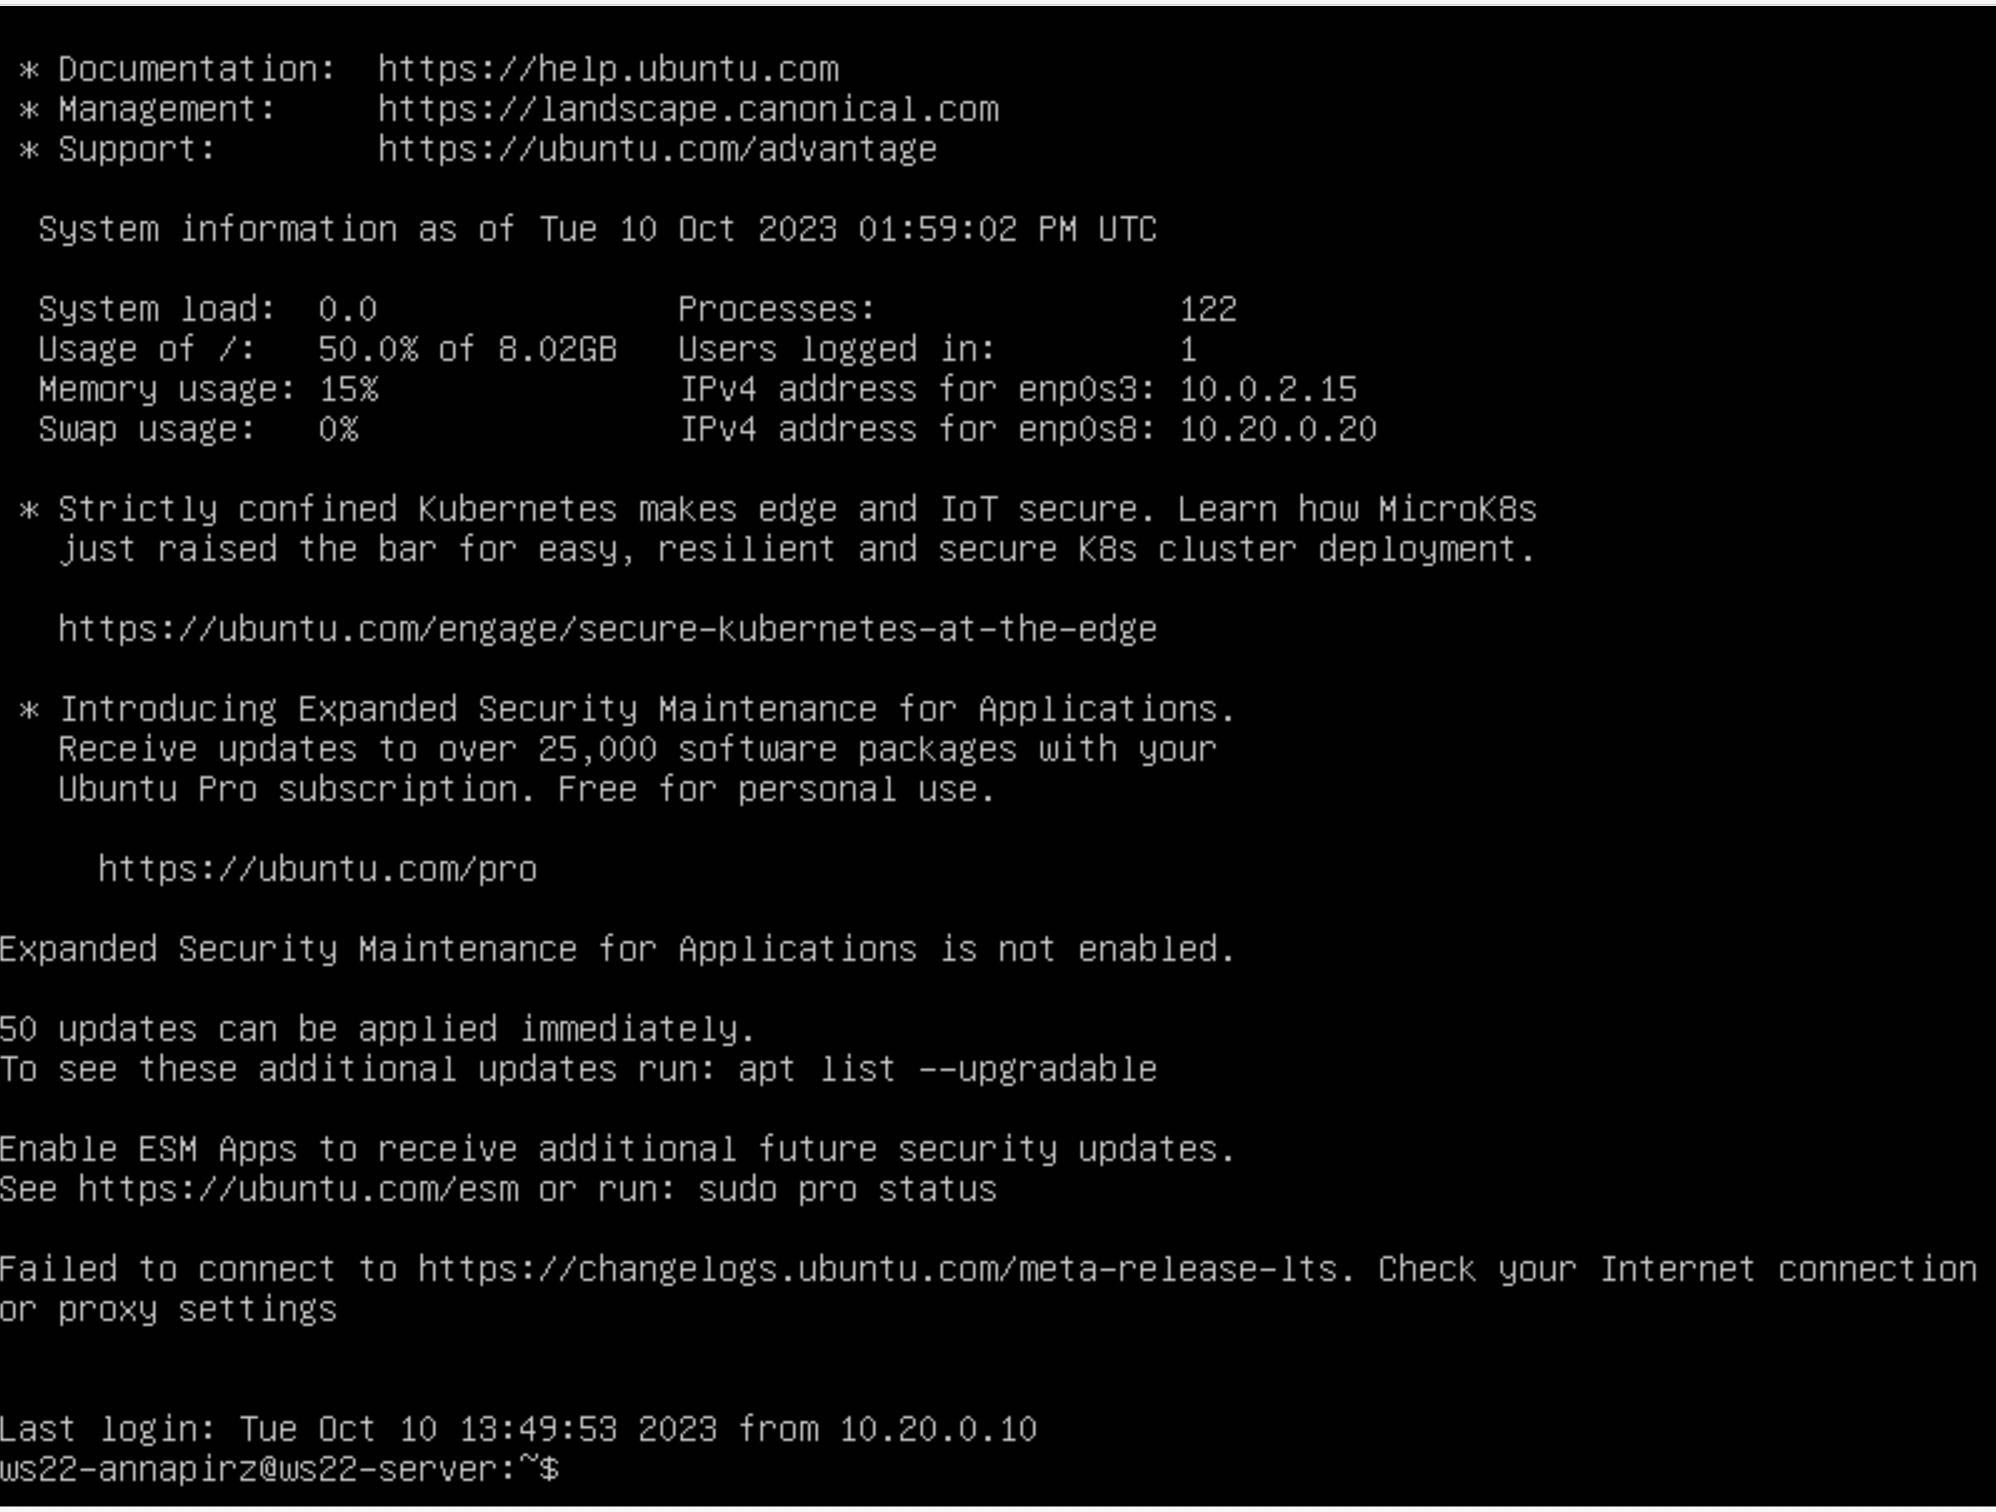 * Documentation:  https://help.ubuntu.com
* Management:     https://landscape.canonical.com
* Support:        https://ubuntu.com/advantage
System information as of Tue 10 Oct 2023 01:59:02 PM UTC
System load:  0.0               Processes:               122
Usage of /:   50.0% of 8.02GB   Users logged in:         1
Memory usage: 15%               IPv4 address for enp0s3: 10.0.2.15
Swap usage:   0%                IPv4 address for enp0s8: 10.20.0.20
* Strictly confined Kubernetes makes edge and IoT secure. Learn how MicroK8s
just raised the bar for easy, resilient and secure K8s cluster deployment.
https://ubuntu.com/engage/secure-kubernetes-at-the-edge
* Introducing Expanded Security Maintenance for Applications.
Receive updates to over 25,000 software packages with your
Ubuntu Pro subscription. Free for personal use.
https://ubuntu.com/pro
Expanded Security Maintenance for Applications is not enabled.
50 updates can be applied immediately.
To see these additional updates run: apt list --upgradable
Enable ESM Apps to receive additional future security updates.
See https://ubuntu.com/esm or run: sudo pro status
Failed to connect to https://changelogs.ubuntu.com/meta-release-lts. Check your Internet connection
or proxy settings
Last login: Tue Oct 10 13:49:53 2023 from 10.20.0.10
ws22-annapirz@ws22-server:~$